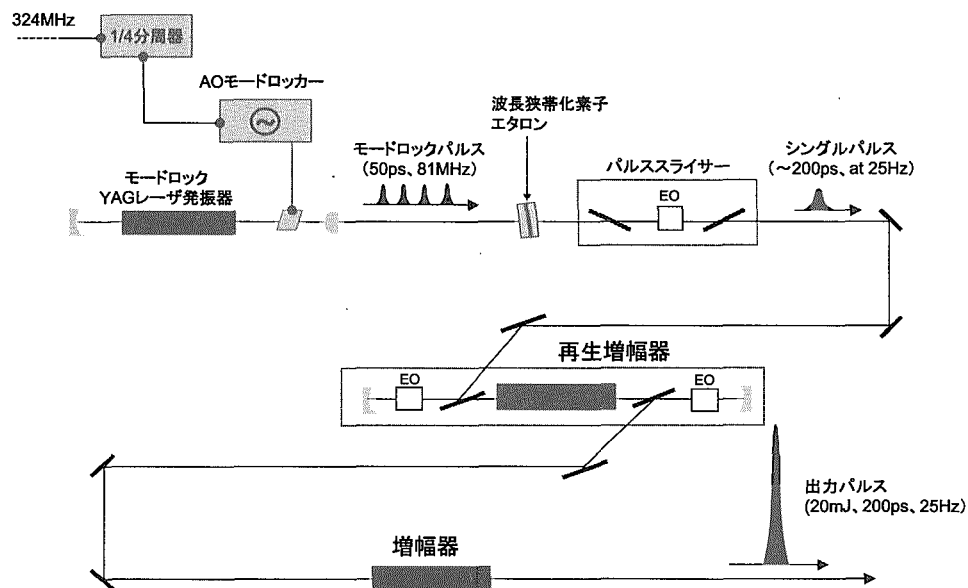 324MHz
1/4分周器
AOモードロッカー
モードロック
YAGレーザ発振器
モードロックパルス
(50ps、81MHz)
波長狭帯化素子
エタロン
パルススライサー
EO
シングルパルス
(～200ps、at 25Hz)
再生増幅器
EO
EO
出力パルス
(20mJ、200ps、25Hz)
増幅器